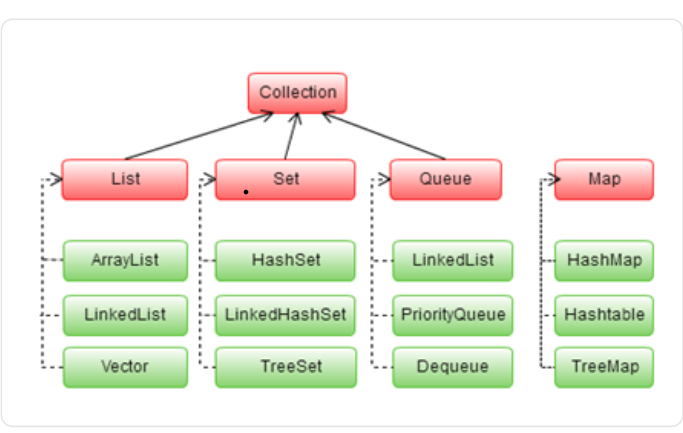 Collection
List
Set
Queue
Map
ArrayList
HashSet
LinkedList
HashMap
LinkedList
LinkedHashSet
PriorityQueue
Hashtable
Vector
TreeSet
Dequeue
TreeMap